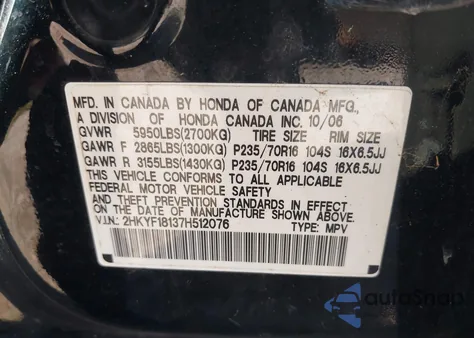 MFD. IN CANADA BY HONDA OF CANADA MFG.,
A DIVISION OF HONDA CANADA INC. 10/06
GVWR 5950LBS(2700KG) TIRE SIZE RIM SIZE
GAWR F 2865LBS(1300KG) P235/70R16 104S 16X6.5JJ
GAWR R 3155LBS(1430KG) P235/70R16 104S 16X6.5JJ
THIS VEHICLE CONFORMS TO ALL APPLICABLE
FEDERAL MOTOR VEHICLE SAFETY
AND THEFT PREVENTION STANDARDS IN EFFECT
ON THE DATE OF MANUFACTURE SHOWN ABOVE.
V.I.N.: 2HKYF18137H512076 TYPE: MPV
autoSnap